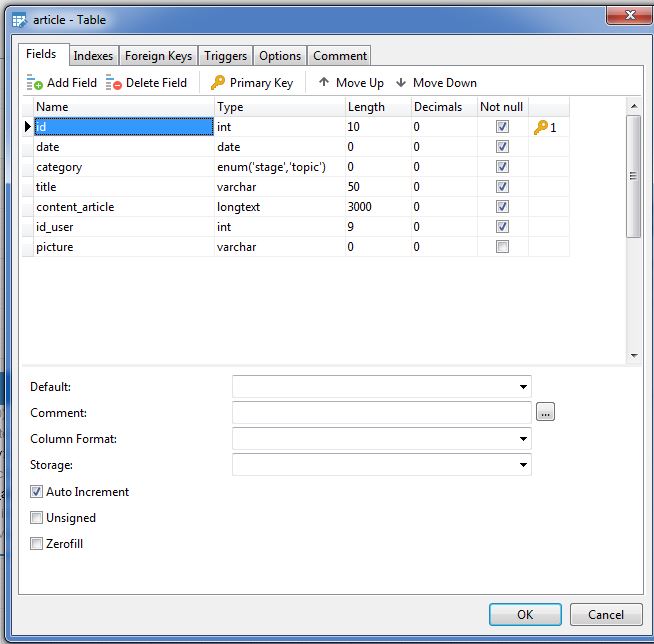 article - Table
Fields Indexes Foreign Keys Triggers Options Comment
Add Field Delete Field Primary Key Move Up Move Down
Name Type Length Decimals Not null
id int 10 0 1
date date 0 0
category enum('stage','topic') 0 0
title varchar 50 0
content_article longtext 3000 0
id_user int 9 0
picture varchar 0 0
Default:
Comment: ...
Column Format:
Storage:
Auto Increment
Unsigned
Zerofill
OK Cancel